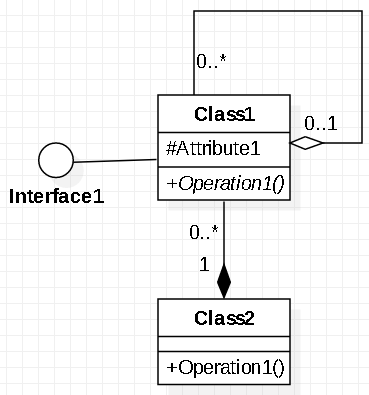 0..*
Class1
0..1
#Attribute1
+Operation1()
Interface1
0..*
1
Class2
+Operation1()